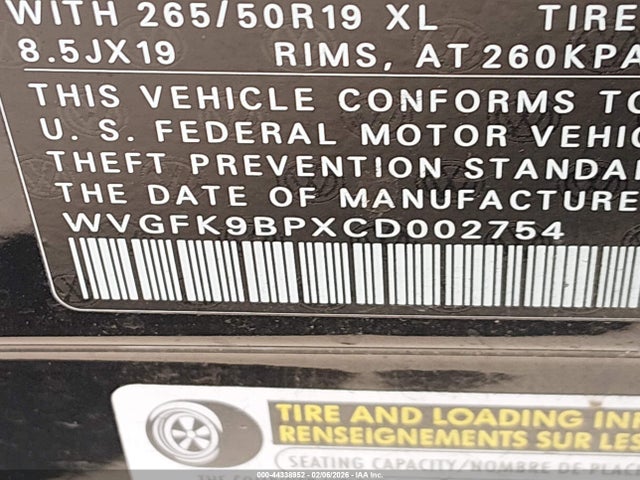 WITH 265/50R19 XL TIRE
8.5JX19 RIMS, AT 260KPA
THIS VEHICLE CONFORMS TO
U. S. FEDERAL MOTOR VEHIC
THEFT PREVENTION STANDA
THE DATE OF MANUFACTURE
WVGFK9BPXCD002754
TIRE AND LOADING IN
RENSEIGNEMENTS SUR LES
SEATING CAPACITY/NOMBRE DE PLA
000-44338952 - 02/06/2026 - IAA Inc.